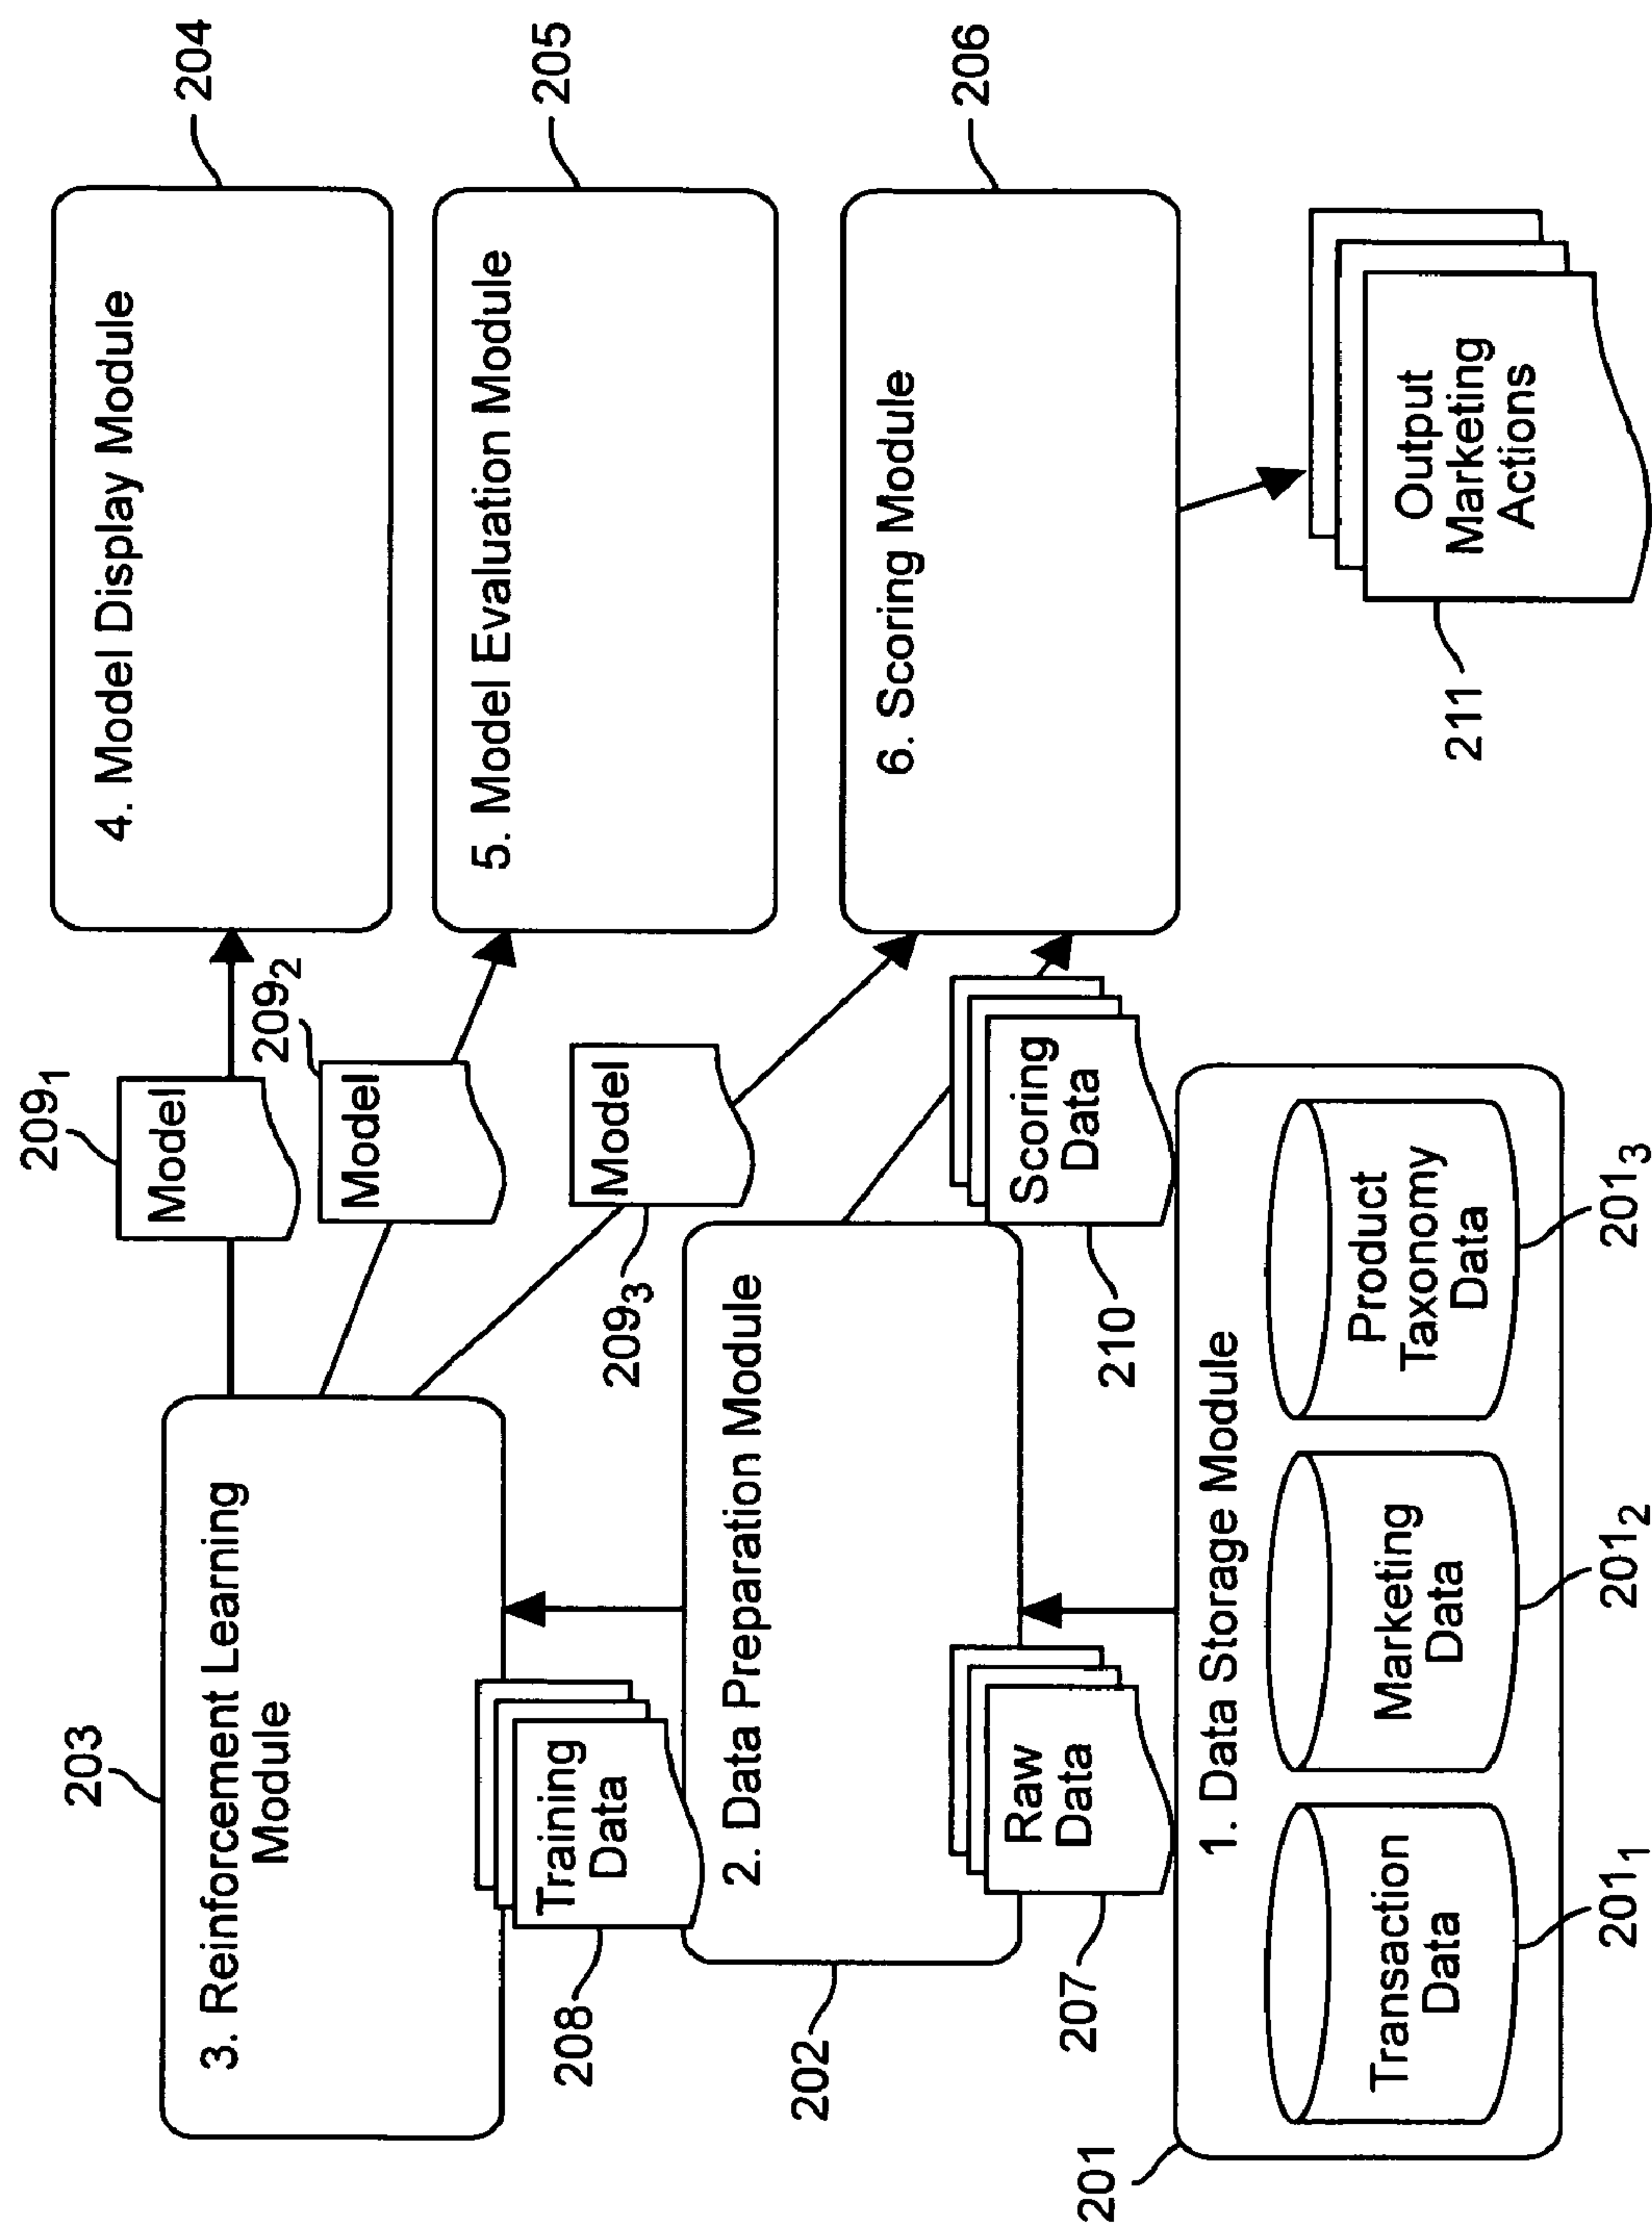 203
3. Reinforcement Learning
Module
209₁
Model
209₂
Model
209₃
Model
4. Model Display Module
204
5. Model Evaluation Module
205
208
Training
Data
202
2. Data Preparation Module
6. Scoring Module
206
207
Raw
Data
210
Scoring
Data
201
1. Data Storage Module
Transaction
Data
201₁
Marketing
Data
201₂
Product
Taxonomy
Data
201₃
211
Output
Marketing
Actions